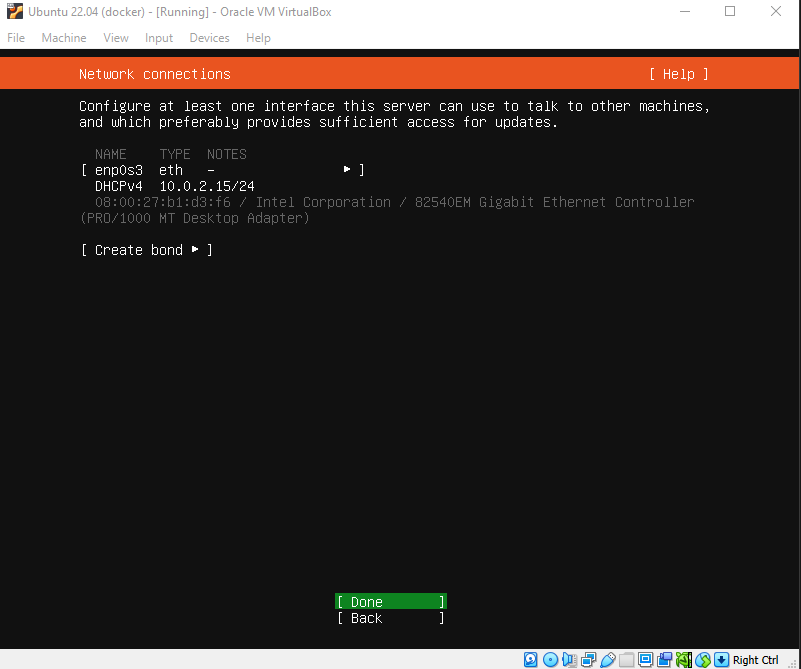 Ubuntu 22.04 (docker) - [Running] - Oracle VM VirtualBox
File Machine View Input Devices Help
Network connections [ Help ]
Configure at least one interface this server can use to talk to other machines,
and which preferably provides sufficient access for updates.
NAME TYPE NOTES
[ enp0s3 eth - ▸ ]
DHCPv4 10.0.2.15/24
08:00:27:b1:d3:f6 / Intel Corporation / 82540EM Gigabit Ethernet Controller
(PRO/1000 MT Desktop Adapter)
[ Create bond ▸ ]
[ Done ]
[ Back ]
Right Ctrl